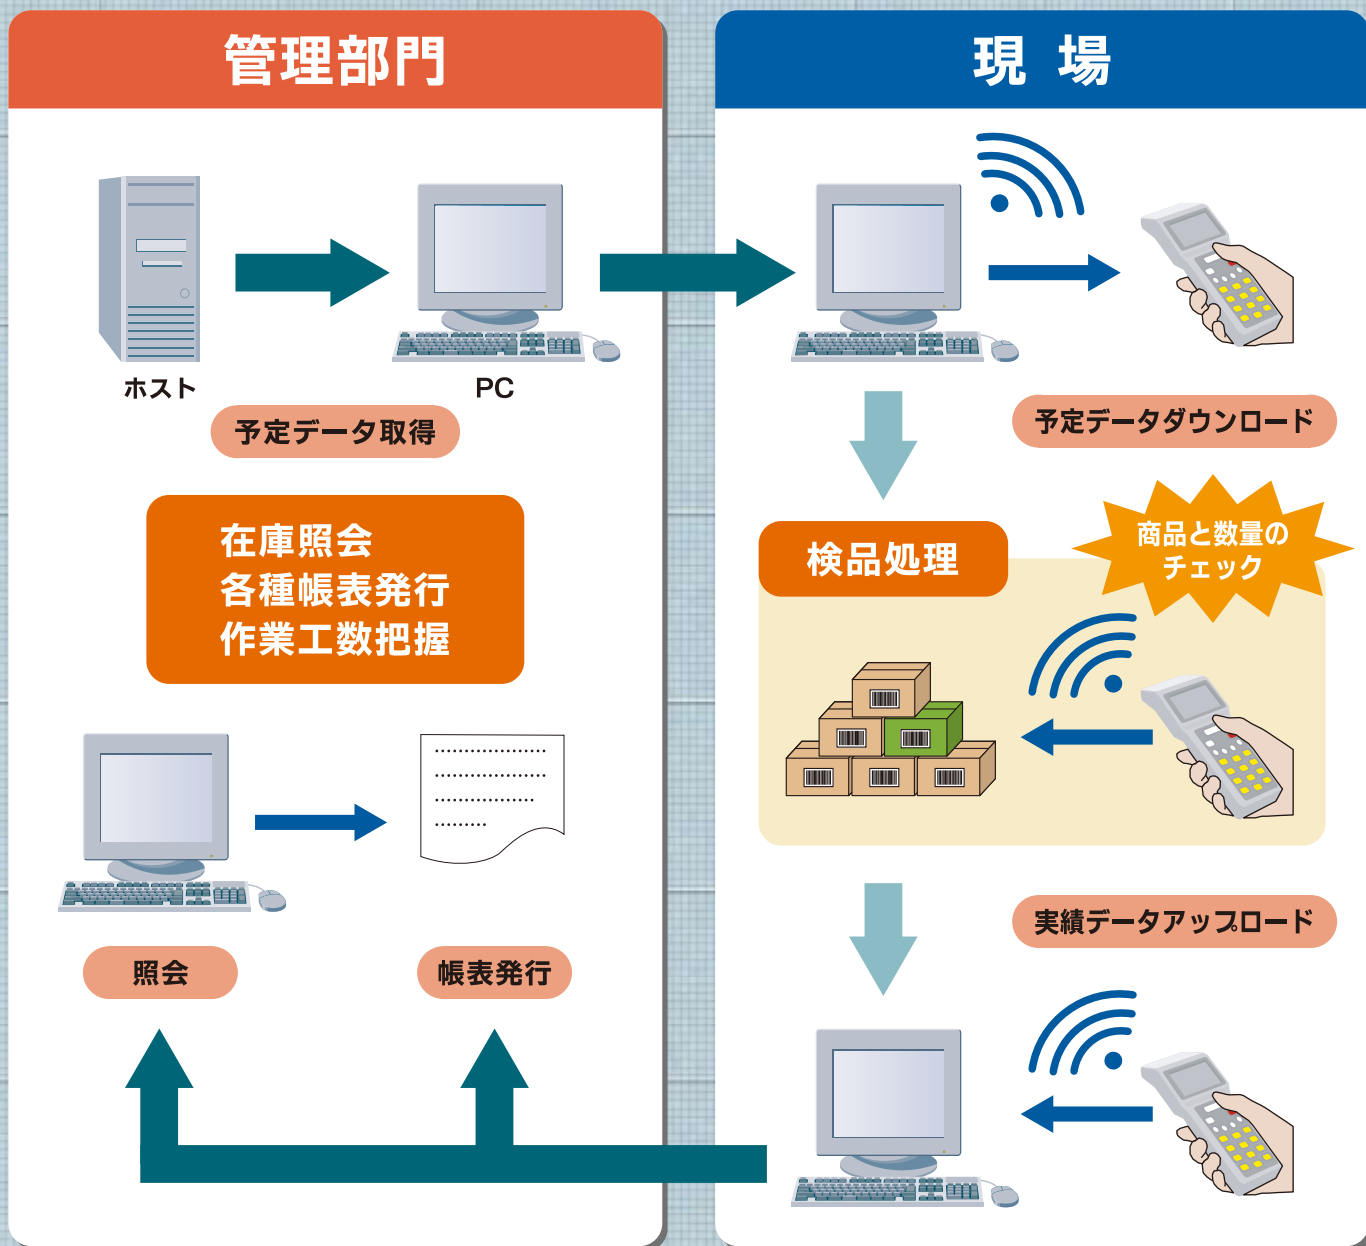 管理部門
ホスト
PC
予定データ取得
在庫照会
各種帳表発行
作業工数把握
照会
帳表発行
現 場
予定データダウンロード
検品処理
商品と数量の
チェック
実績データアップロード